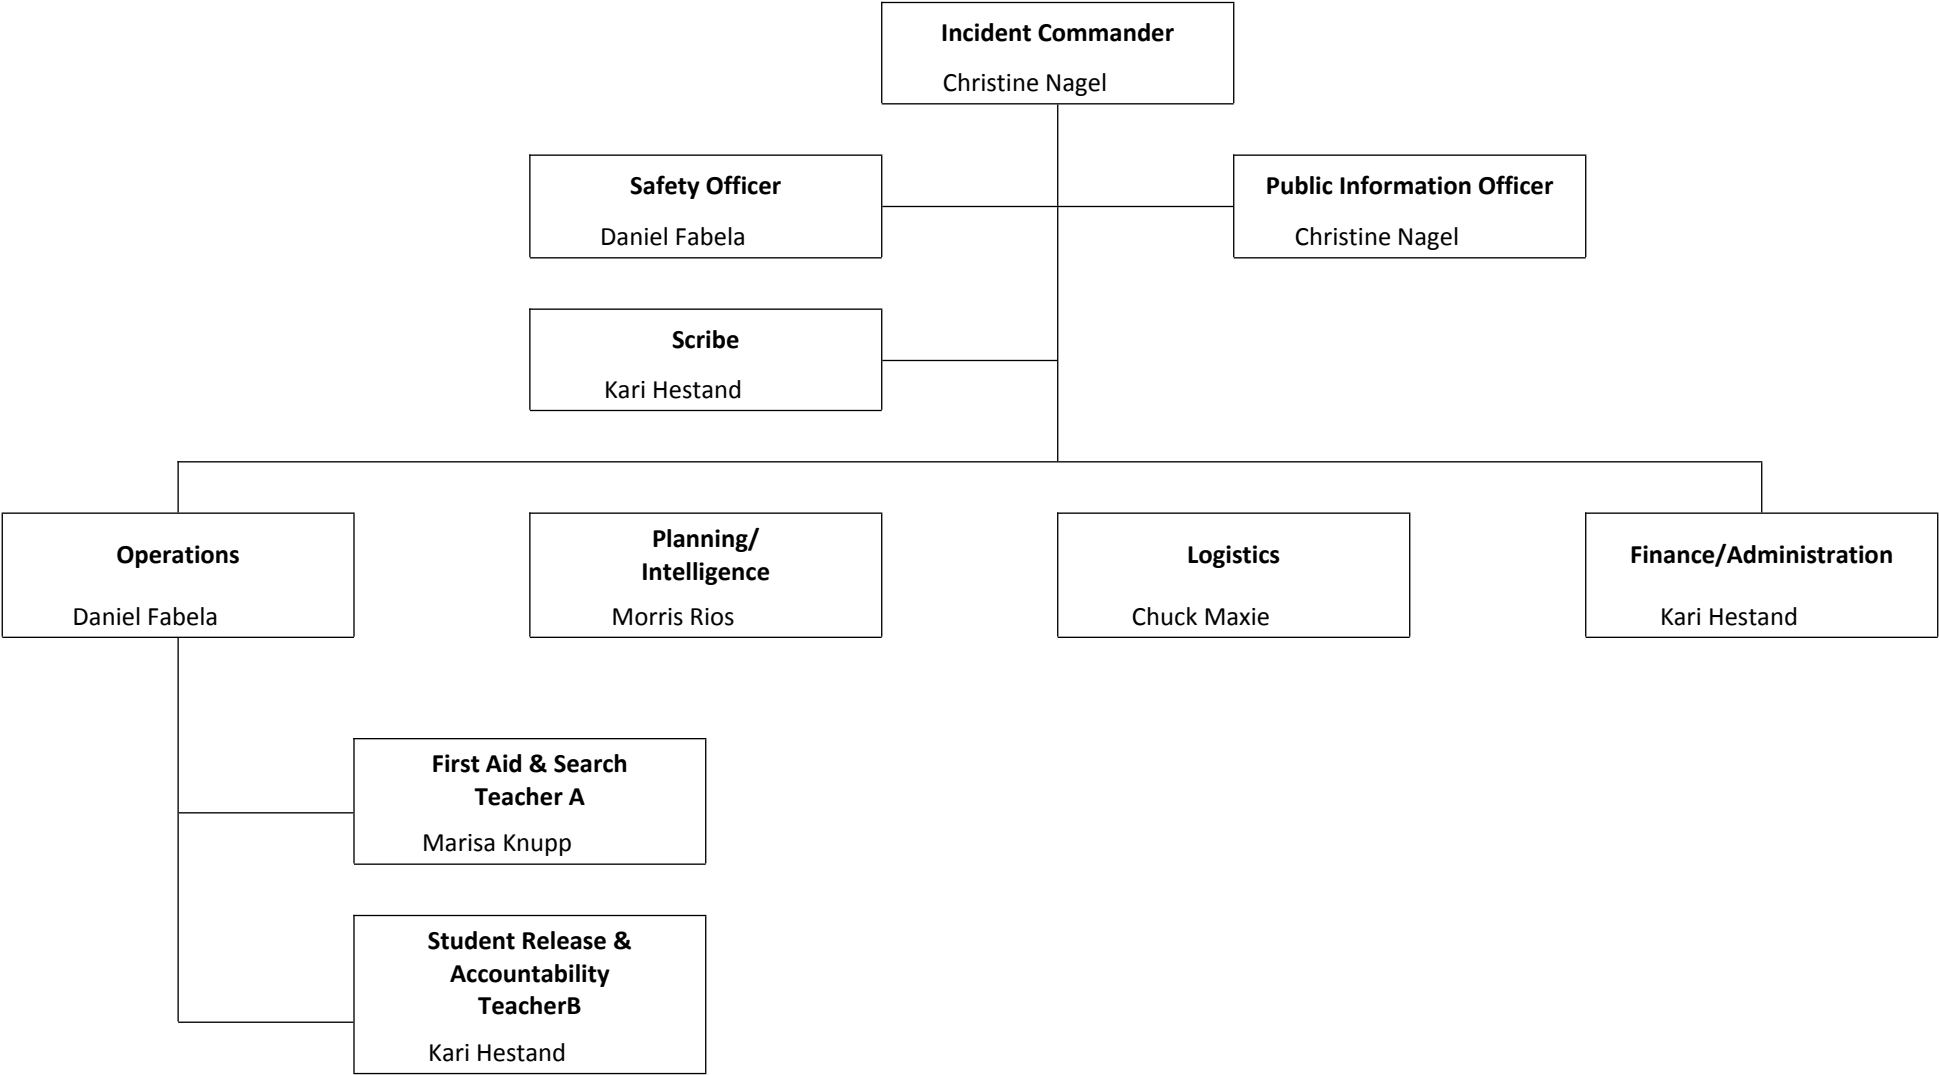 Incident Commander
Christine Nagel
Safety Officer
Daniel Fabela
Public Information Officer
Christine Nagel
Scribe
Kari Hestand
Operations
Daniel Fabela
Planning/
Intelligence
Morris Rios
Logistics
Chuck Maxie
Finance/Administration
Kari Hestand
First Aid & Search
Teacher A
Marisa Knupp
Student Release &
Accountability
TeacherB
Kari Hestand